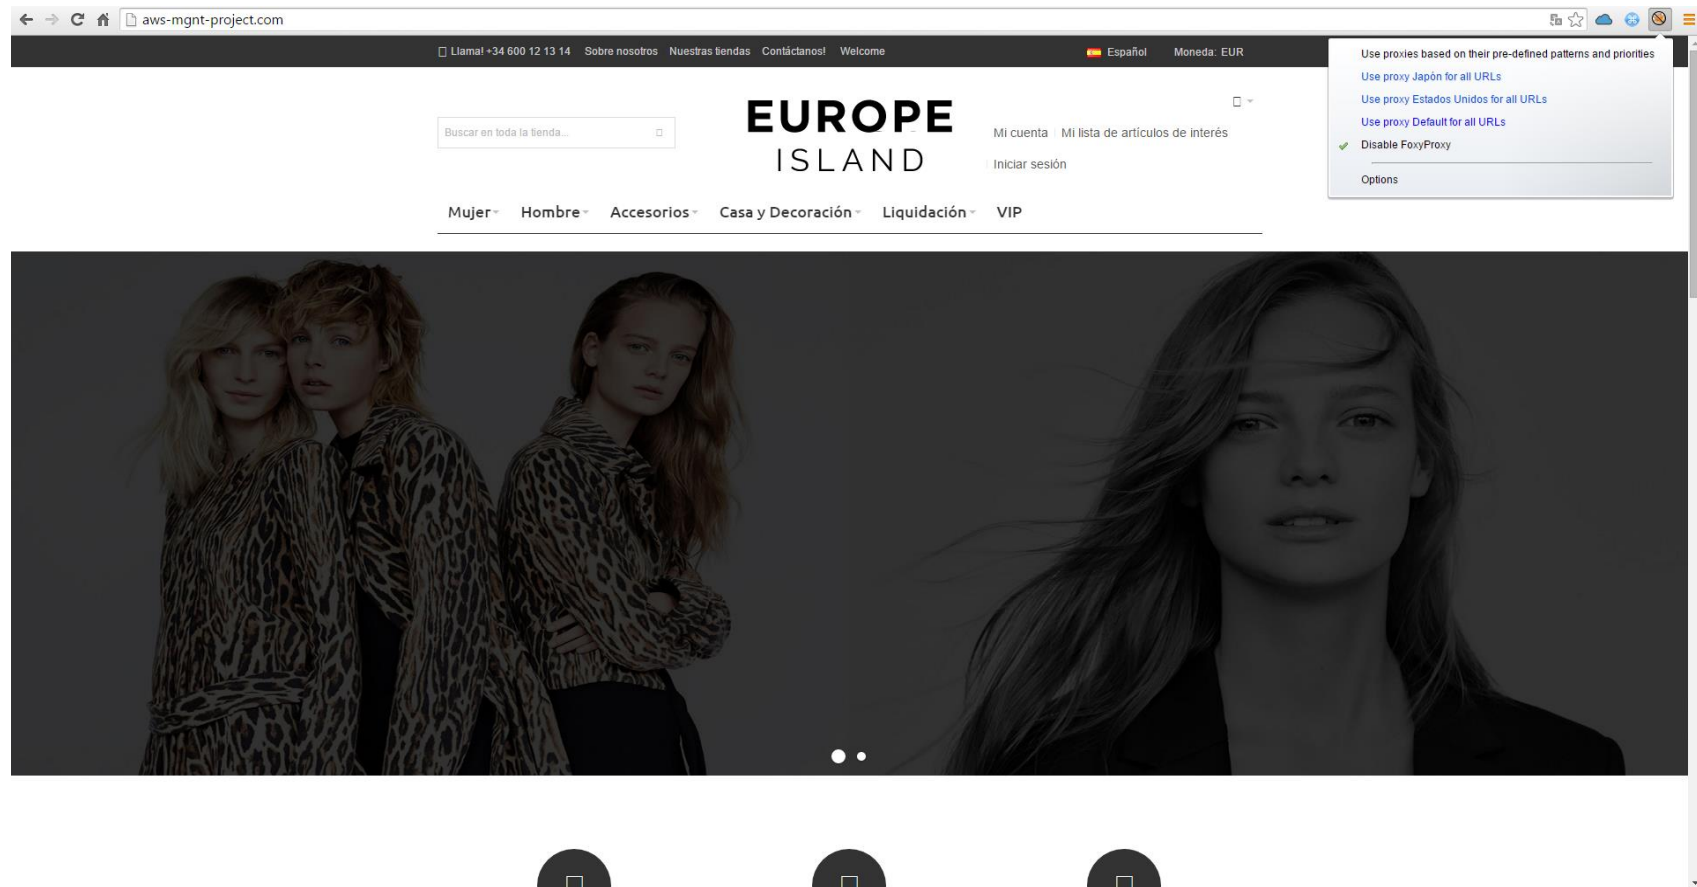 aws-mgnt-project.com
Llama! +34 600 12 13 14 Sobre nosotros Nuestras tiendas Contáctanos! Welcome Español Moneda: EUR
Use proxies based on their pre-defined patterns and priorities
Use proxy Japón for all URLs
Use proxy Estados Unidos for all URLs
Use proxy Default for all URLs
Disable FoxyProxy
Options
Buscar en toda la tienda...
EUROPE
ISLAND
Mi cuenta Mi lista de artículos de interés
Iniciar sesión
Mujer Hombre Accesorios Casa y Decoración Liquidación VIP